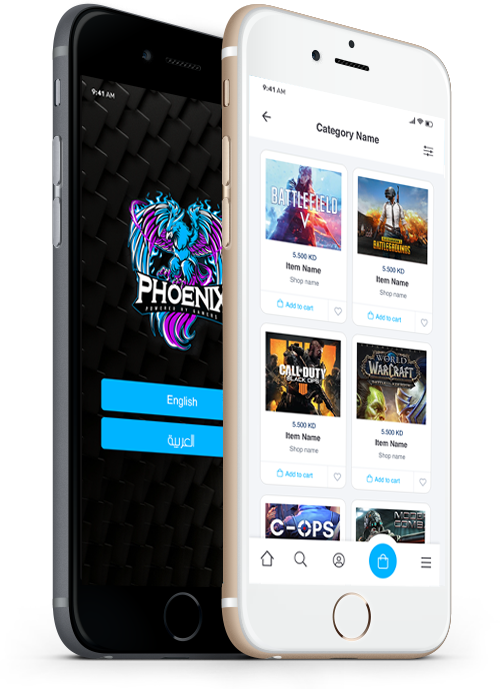 9:41 AM
PHOENIX
POWERED BY GAMERS
English
العربية
9:41 AM
Category Name
BATTLEFIELD
V
5.500 KD
Item Name
Shop name
Add to cart
PLAYERUNKNOWN'S
BATTLEGROUNDS
5.500 KD
Item Name
Shop name
Add to cart
CALL OF DUTY
BLACK OPS
5.500 KD
Item Name
Shop name
Add to cart
WORLD
OF
WARCRAFT
5.500 KD
Item Name
Shop name
Add to cart
C-OPS